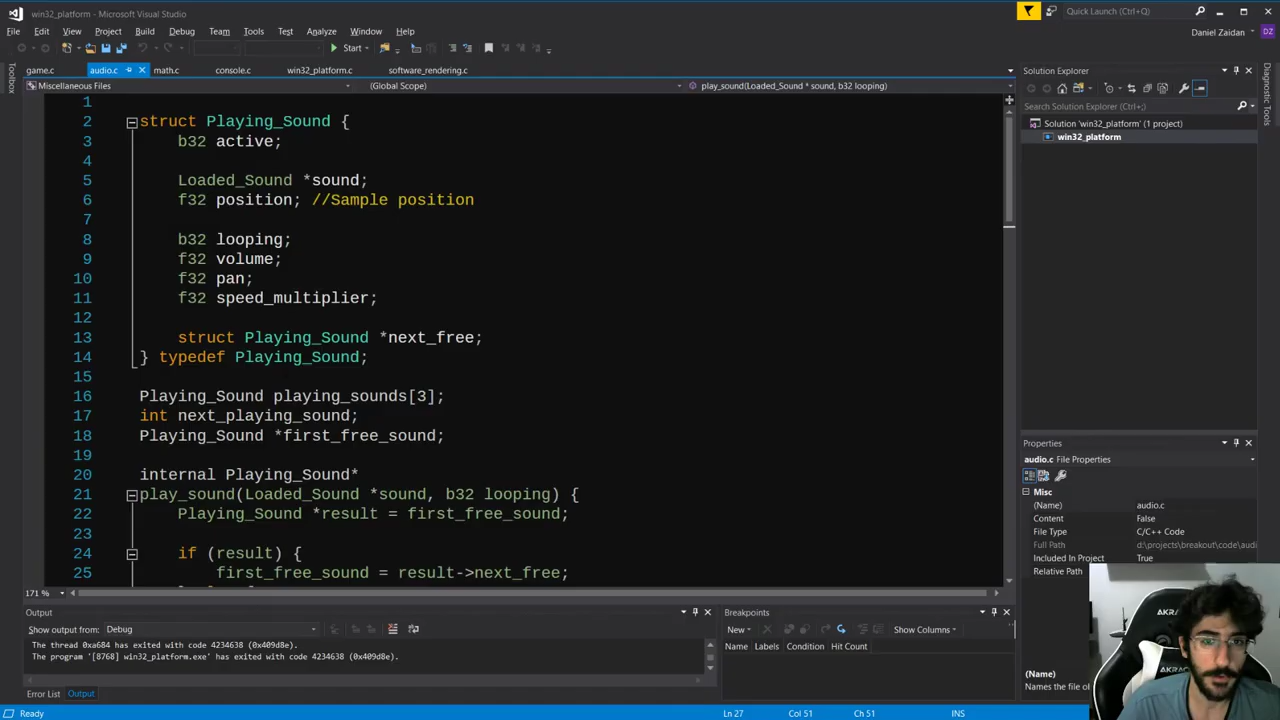 win32_platform - Microsoft Visual Studio
Quick Launch (Ctrl+Q)
File Edit View Project Build Debug Team Tools Test Analyze Window Help
Daniel Zaidan DZ
Start
Toolbox
game.c audio.c math.c console.c win32_platform.c software_rendering.c
Miscellaneous Files (Global Scope) play_sound(Loaded_Sound * sound, b32 looping)
1
2 struct Playing_Sound {
3 b32 active;
4
5 Loaded_Sound *sound;
6 f32 position; //Sample position
7
8 b32 looping;
9 f32 volume;
10 f32 pan;
11 f32 speed_multiplier;
12
13 struct Playing_Sound *next_free;
14 } typedef Playing_Sound;
15
16 Playing_Sound playing_sounds[3];
17 int next_playing_sound;
18 Playing_Sound *first_free_sound;
19
20 internal Playing_Sound*
21 play_sound(Loaded_Sound *sound, b32 looping) {
22 Playing_Sound *result = first_free_sound;
23
24 if (result) {
25 first_free_sound = result->next_free;
171 %
Output
Show output from: Debug
The thread 0xa684 has exited with code 4234638 (0x409d8e).
The program '[8768] win32_platform.exe' has exited with code 4234638 (0x409d8e).
Error List Output
Breakpoints
New Show Columns
Name Labels Condition Hit Count
Solution Explorer
Search Solution Explorer (Ctrl+;)
Solution 'win32_platform' (1 project)
win32_platform
Diagnostic Tools
Properties
audio.c File Properties
Misc
(Name) audio.c
Content False
File Type C/C++ Code
Full Path d:\projects\breakout\code\audi
Included In Project True
Relative Path
(Name)
Names the file o
AKRA
Ready Ln 27 Col 51 Ch 51 INS